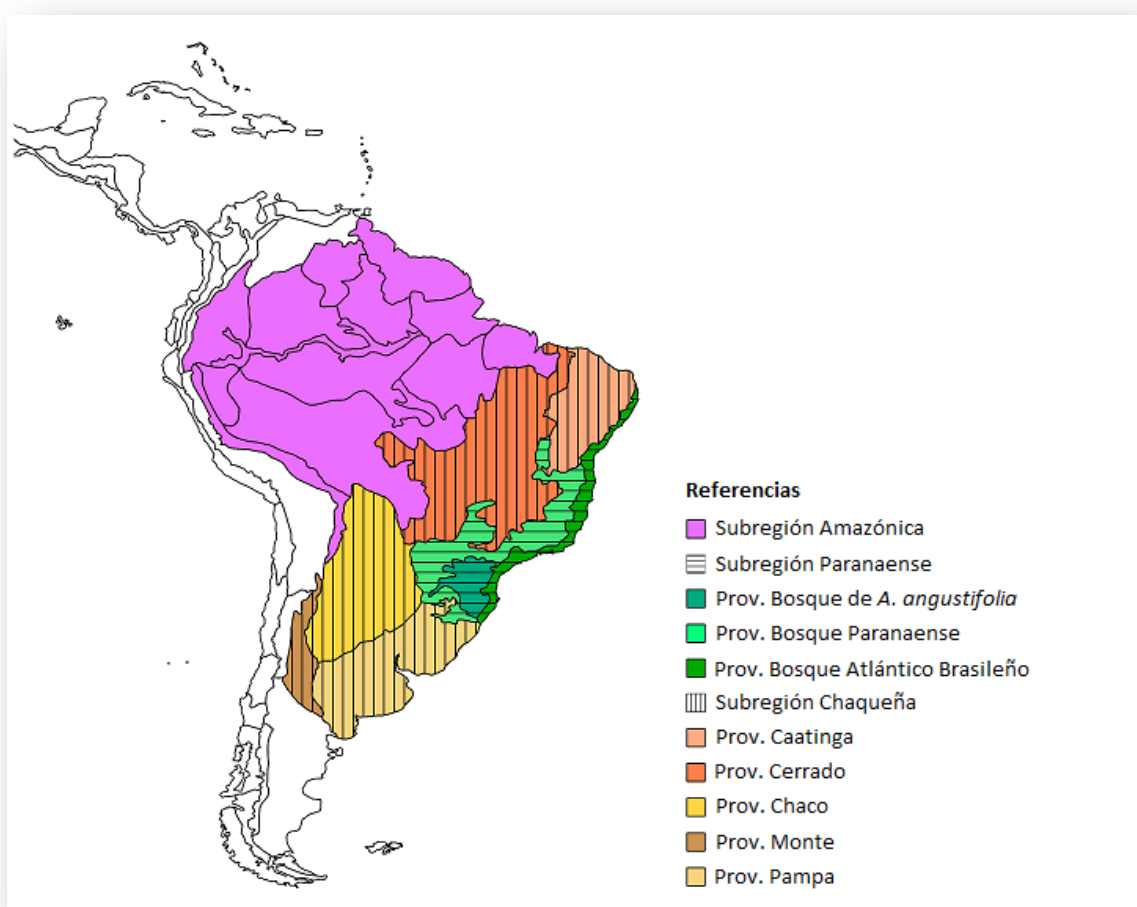 Referencias
Subregión Amazónica
Subregión Paranaense
Prov. Bosque de A. angustifolia
Prov. Bosque Paranaense
Prov. Bosque Atlántico Brasileño
Subregión Chaqueña
Prov. Caatinga
Prov. Cerrado
Prov. Chaco
Prov. Monte
Prov. Pampa